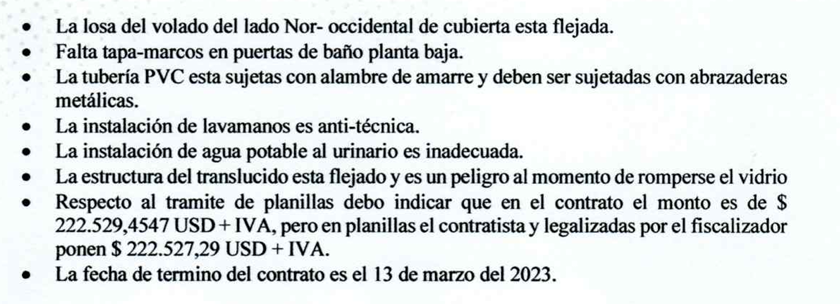 • La losa del volado del lado Nor- occidental de cubierta esta flejada.
• Falta tapa-marcos en puertas de baño planta baja.
• La tubería PVC esta sujetas con alambre de amarre y deben ser sujetadas con abrazaderas
metálicas.
• La instalación de lavamanos es anti-técnica.
• La instalación de agua potable al urinario es inadecuada.
• La estructura del translucido esta flejado y es un peligro al momento de romperse el vidrio
• Respecto al tramite de planillas debo indicar que en el contrato el monto es de $
222.529,4547 USD + IVA, pero en planillas el contratista y legalizadas por el fiscalizador
ponen $ 222.527,29 USD + IVA.
• La fecha de termino del contrato es el 13 de marzo del 2023.